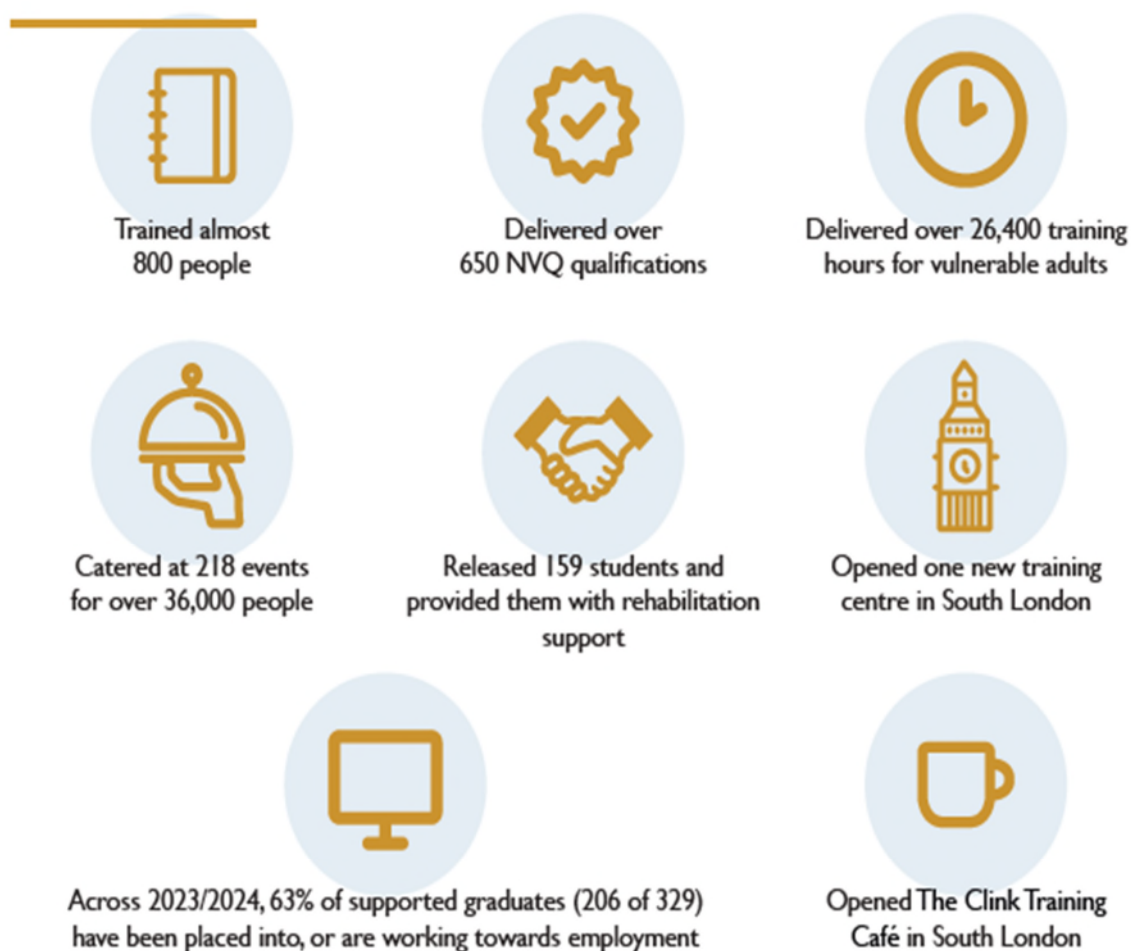 Trained almost
800 people
Delivered over
650 NVQ qualifications
Delivered over 26,400 training
hours for vulnerable adults
Catered at 218 events
for over 36,000 people
Released 159 students and
provided them with rehabilitation
support
Opened one new training
centre in South London
Across 2023/2024, 63% of supported graduates (206 of 329)
have been placed into, or are working towards employment
Opened The Clink Training
Café in South London